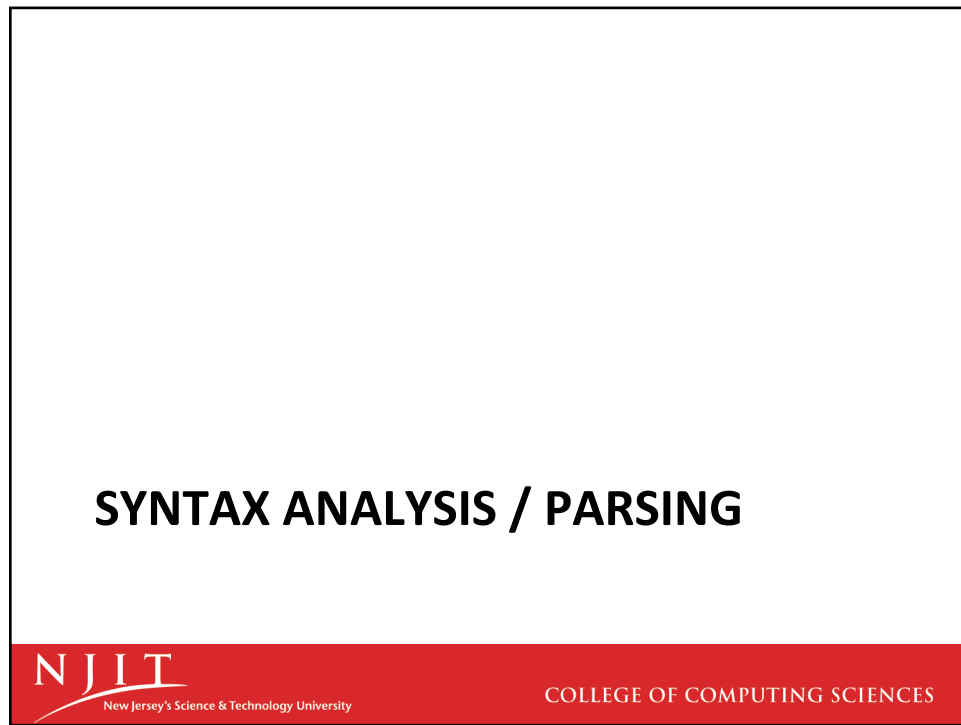 SYNTAX ANALYSIS / PARSING
NJIT
New Jersey's Science & Technology University
COLLEGE OF COMPUTING SCIENCES